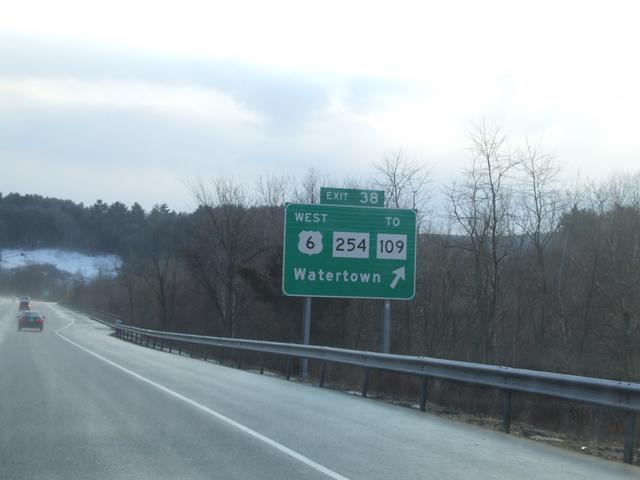 EXIT 38
WEST TO
6 254 109
Watertown